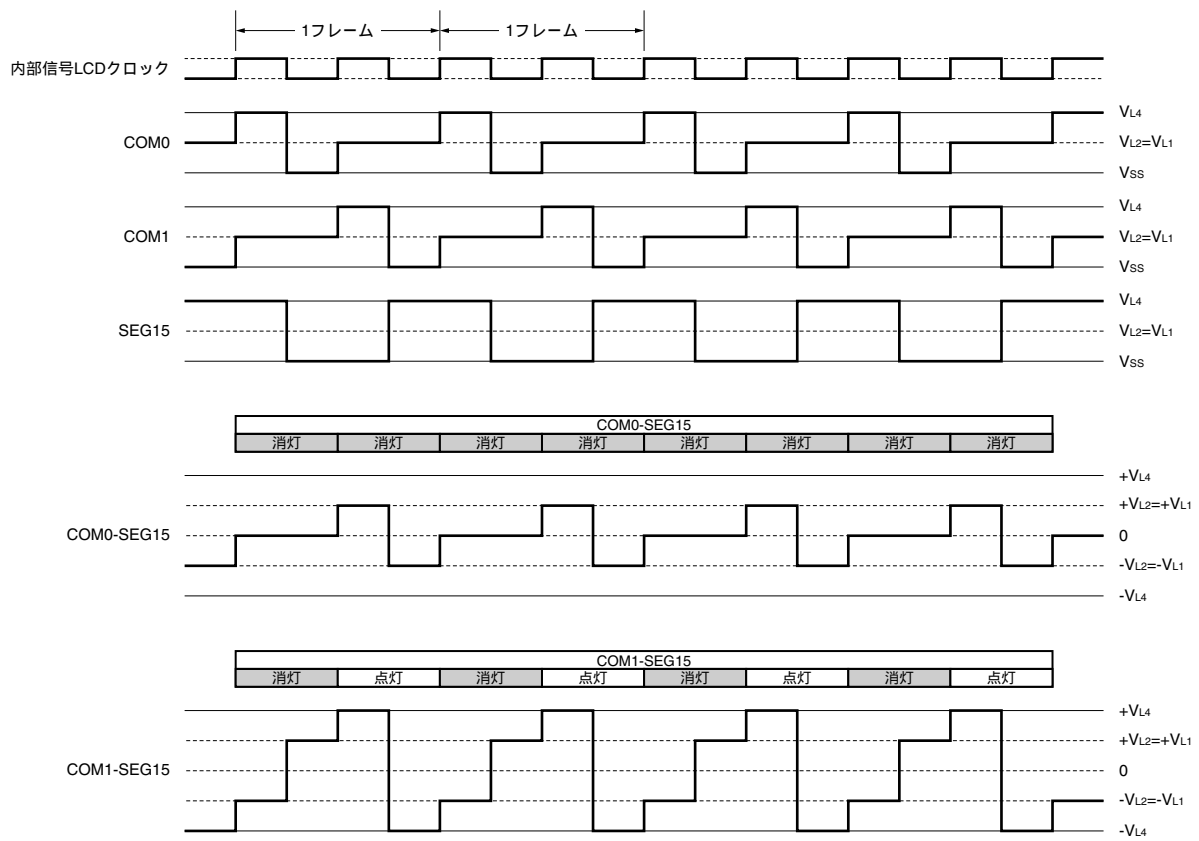 1フレーム 1フレーム
内部信号LCDクロック
VL4
COM0 VL2=VL1
VSS
VL4
COM1 VL2=VL1
VSS
VL4
SEG15 VL2=VL1
VSS
COM0-SEG15
消灯 消灯 消灯 消灯 消灯 消灯 消灯 消灯
+VL4
+VL2=+VL1
COM0-SEG15 0
-VL2=-VL1
-VL4
COM1-SEG15
消灯 点灯 消灯 点灯 消灯 点灯 消灯 点灯
+VL4
+VL2=+VL1
COM1-SEG15 0
-VL2=-VL1
-VL4